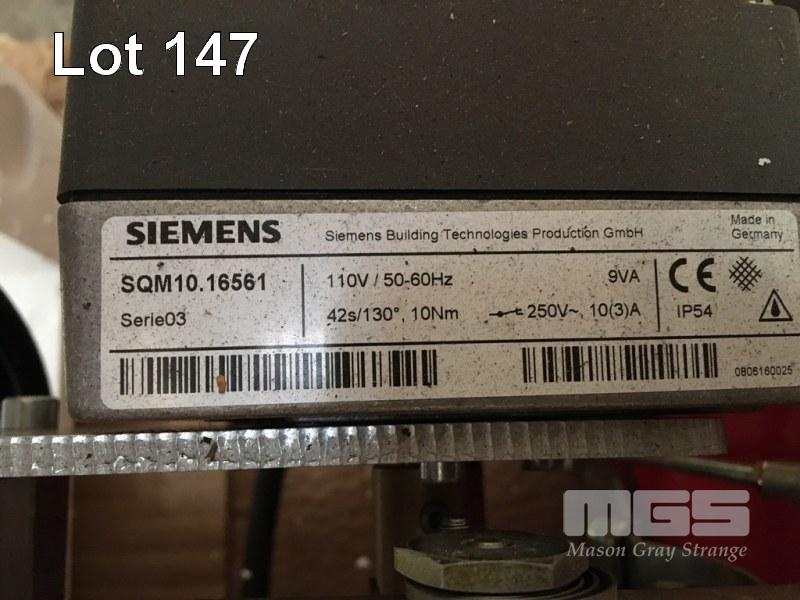 Lot 147
SIEMENS Siemens Building Technologies Production GmbH Made in Germany
SQM10.16561 110V / 50-60Hz 9VA CE
Serie03 42s/130°, 10Nm 250V~, 10(3)A IP54
0806160025
MGS
Mason Gray Strange